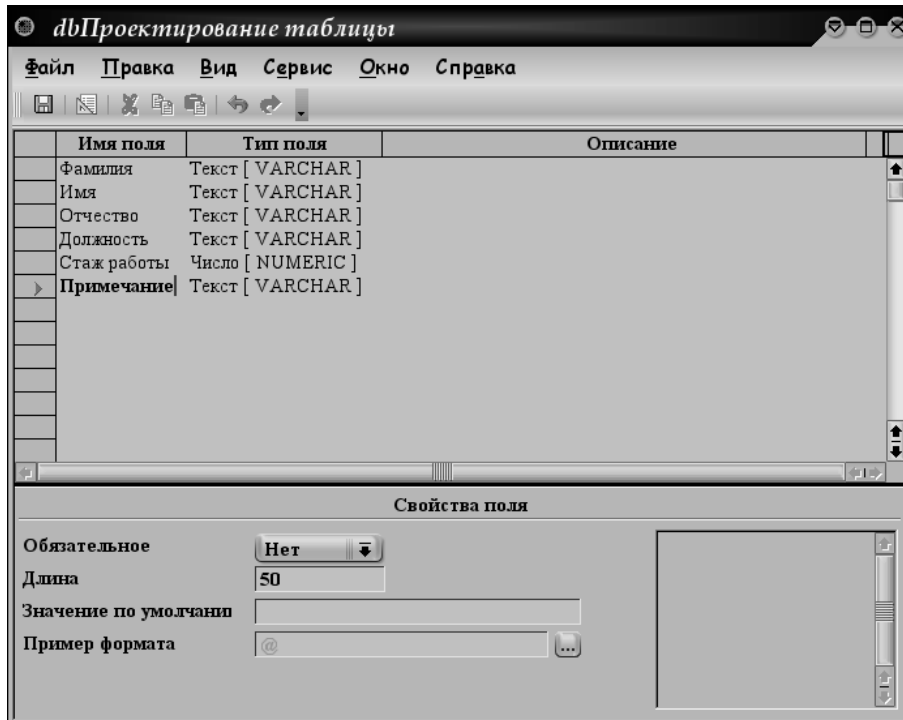 dbПроектирование таблицы
Файл Правка Вид Сервис Окно Справка
Имя поля Тип поля Описание
Фамилия Текст [ VARCHAR ]
Имя Текст [ VARCHAR ]
Отчество Текст [ VARCHAR ]
Должность Текст [ VARCHAR ]
Стаж работы Число [ NUMERIC ]
Примечание Текст [ VARCHAR ]
Свойства поля
Обязательное Нет
Длина 50
Значение по умолчани
Пример формата @ ...